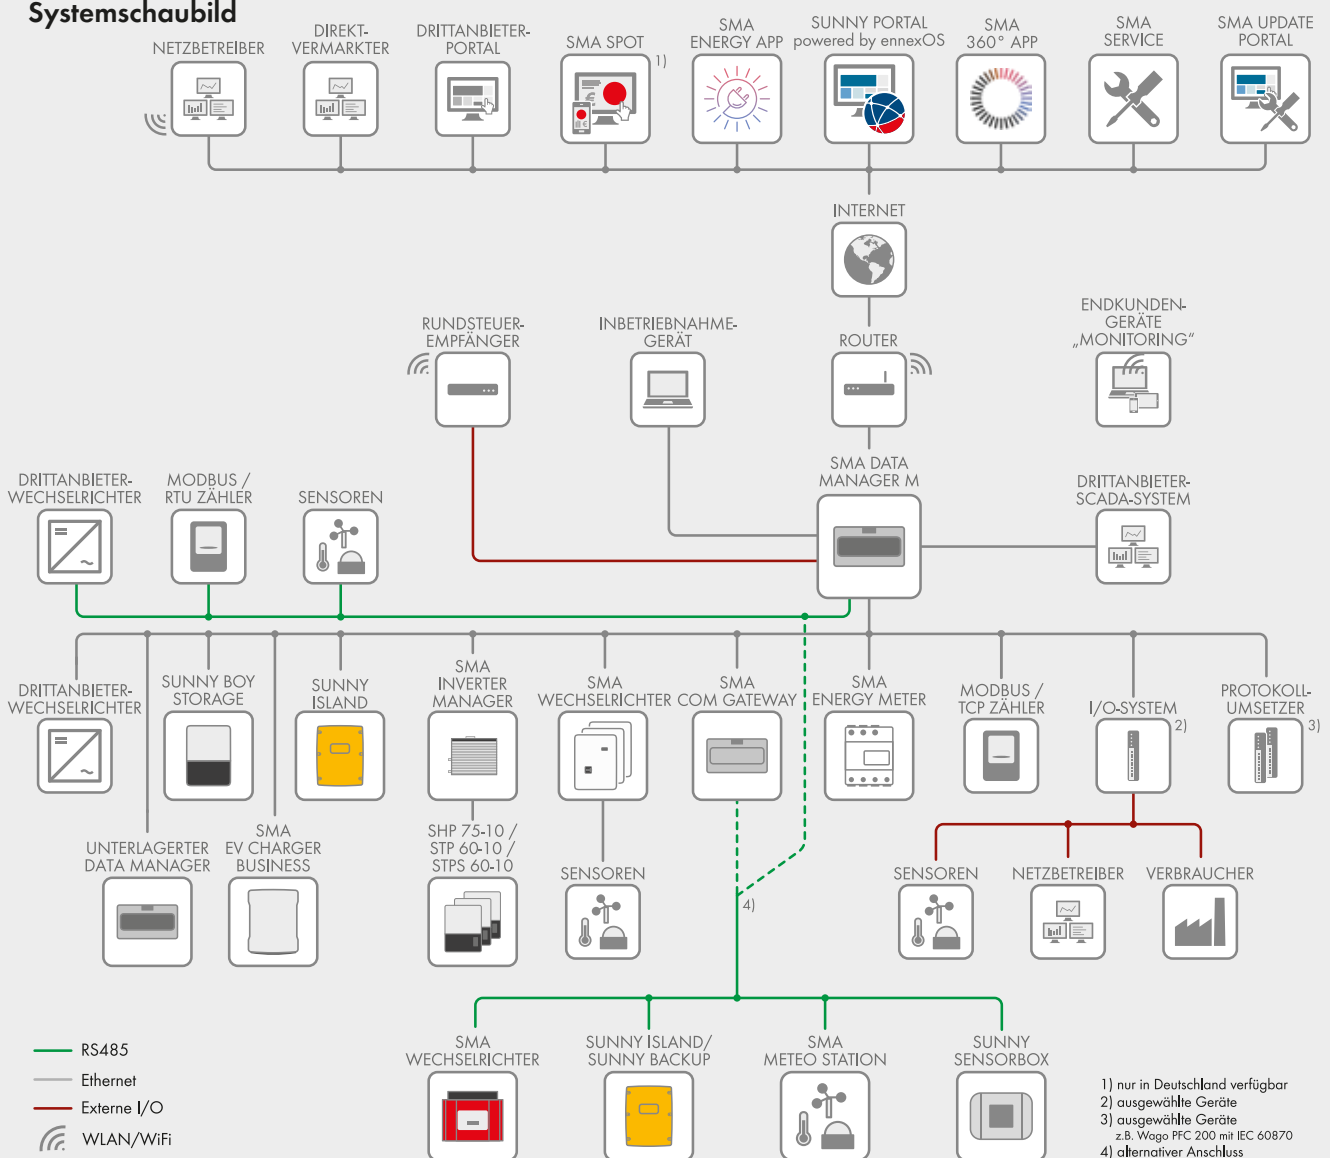 Systemschaubild
NETZBETREIBER
DIREKT-
VERMARKTER
DRITTANBIETER-
PORTAL
SMA SPOT
1)
SMA
ENERGY APP
SUNNY PORTAL
powered by ennexOS
SMA
360° APP
SMA
SERVICE
SMA UPDATE
PORTAL
INTERNET
RUNDSTEUER-
EMPFÄNGER
INBETRIEBNAHME-
GERÄT
ROUTER
ENDKUNDEN-
GERÄTE
„MONITORING“
DRITTANBIETER-
WECHSELRICHTER
MODBUS /
RTU ZÄHLER
SENSOREN
SMA DATA
MANAGER M
DRITTANBIETER-
SCADA-SYSTEM
DRITTANBIETER-
WECHSELRICHTER
SUNNY BOY
STORAGE
SUNNY
ISLAND
SMA
INVERTER
MANAGER
SMA
WECHSELRICHTER
SMA
COM GATEWAY
SMA
ENERGY METER
MODBUS /
TCP ZÄHLER
I/O-SYSTEM
2)
PROTOKOLL-
UMSETZER
3)
UNTERLAGERTER
DATA MANAGER
SMA
EV CHARGER
BUSINESS
SHP 75-10 /
STP 60-10 /
STPS 60-10
SENSOREN
4)
SENSOREN
NETZBETREIBER
VERBRAUCHER
SMA
WECHSELRICHTER
SUNNY ISLAND/
SUNNY BACKUP
SMA
METEO STATION
SUNNY
SENSORBOX
RS485
Ethernet
Externe I/O
WLAN/WiFi
1) nur in Deutschland verfügbar
2) ausgewählte Geräte
3) ausgewählte Geräte
z.B. Wago PFC 200 mit IEC 60870
4) alternativer Anschluss